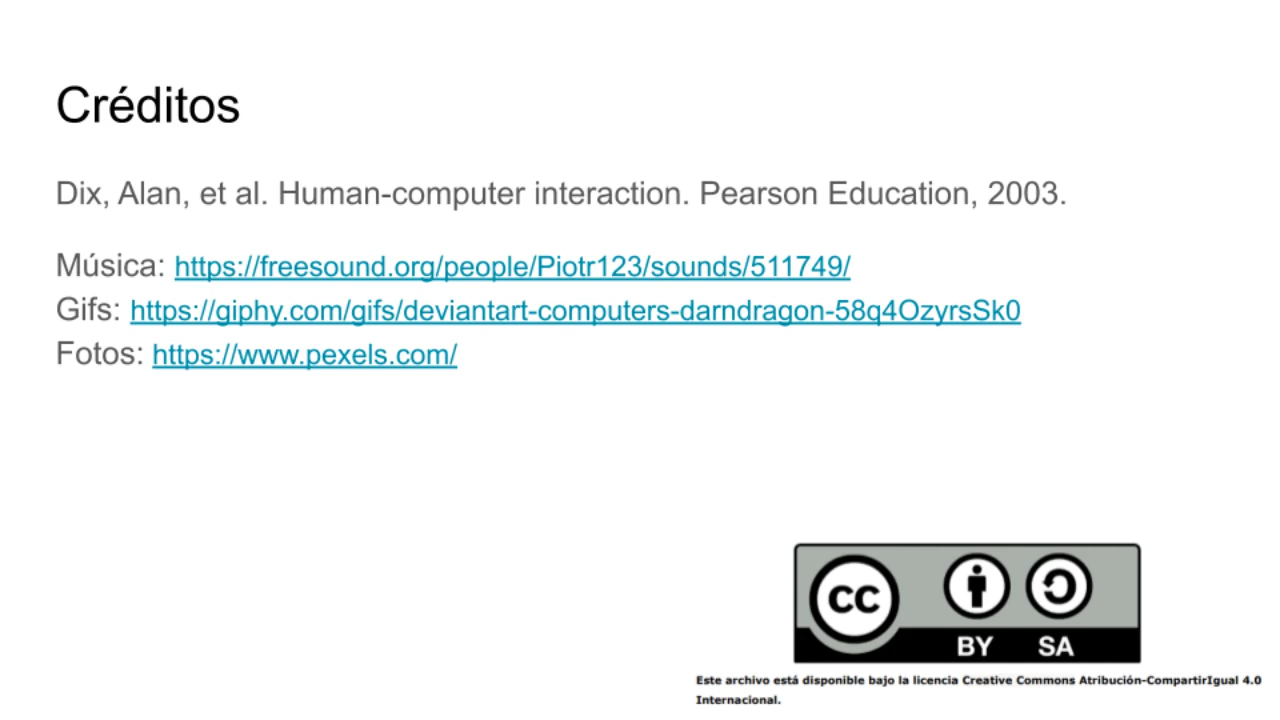 Créditos
Dix, Alan, et al. Human-computer interaction. Pearson Education, 2003.
Música: https://freesound.org/people/Piotr123/sounds/511749/
Gifs: https://giphy.com/gifs/deviantart-computers-darndragon-58q4OzyrsSk0
Fotos: https://www.pexels.com/
CC BY SA
Este archivo está disponible bajo la licencia Creative Commons Atribución-CompartirIgual 4.0
Internacional.